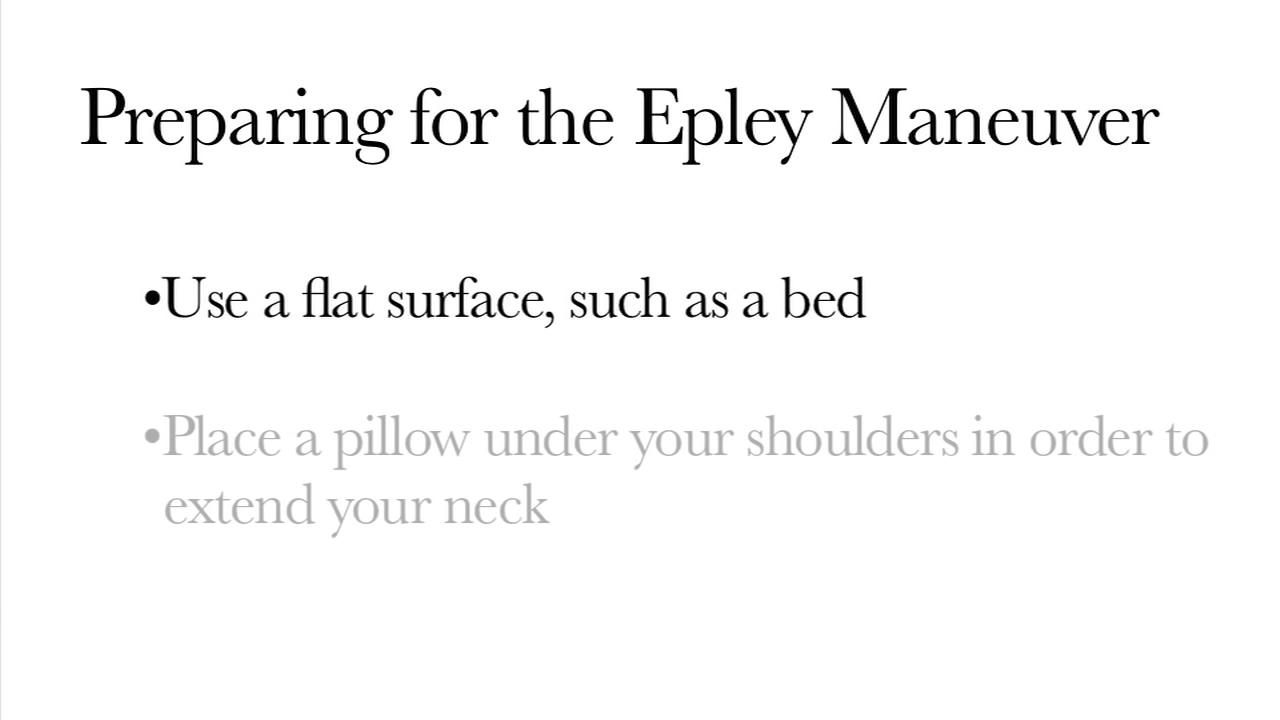 Preparing for the Epley Maneuver
•Use a flat surface, such as a bed
•Place a pillow under your shoulders in order to
extend your neck